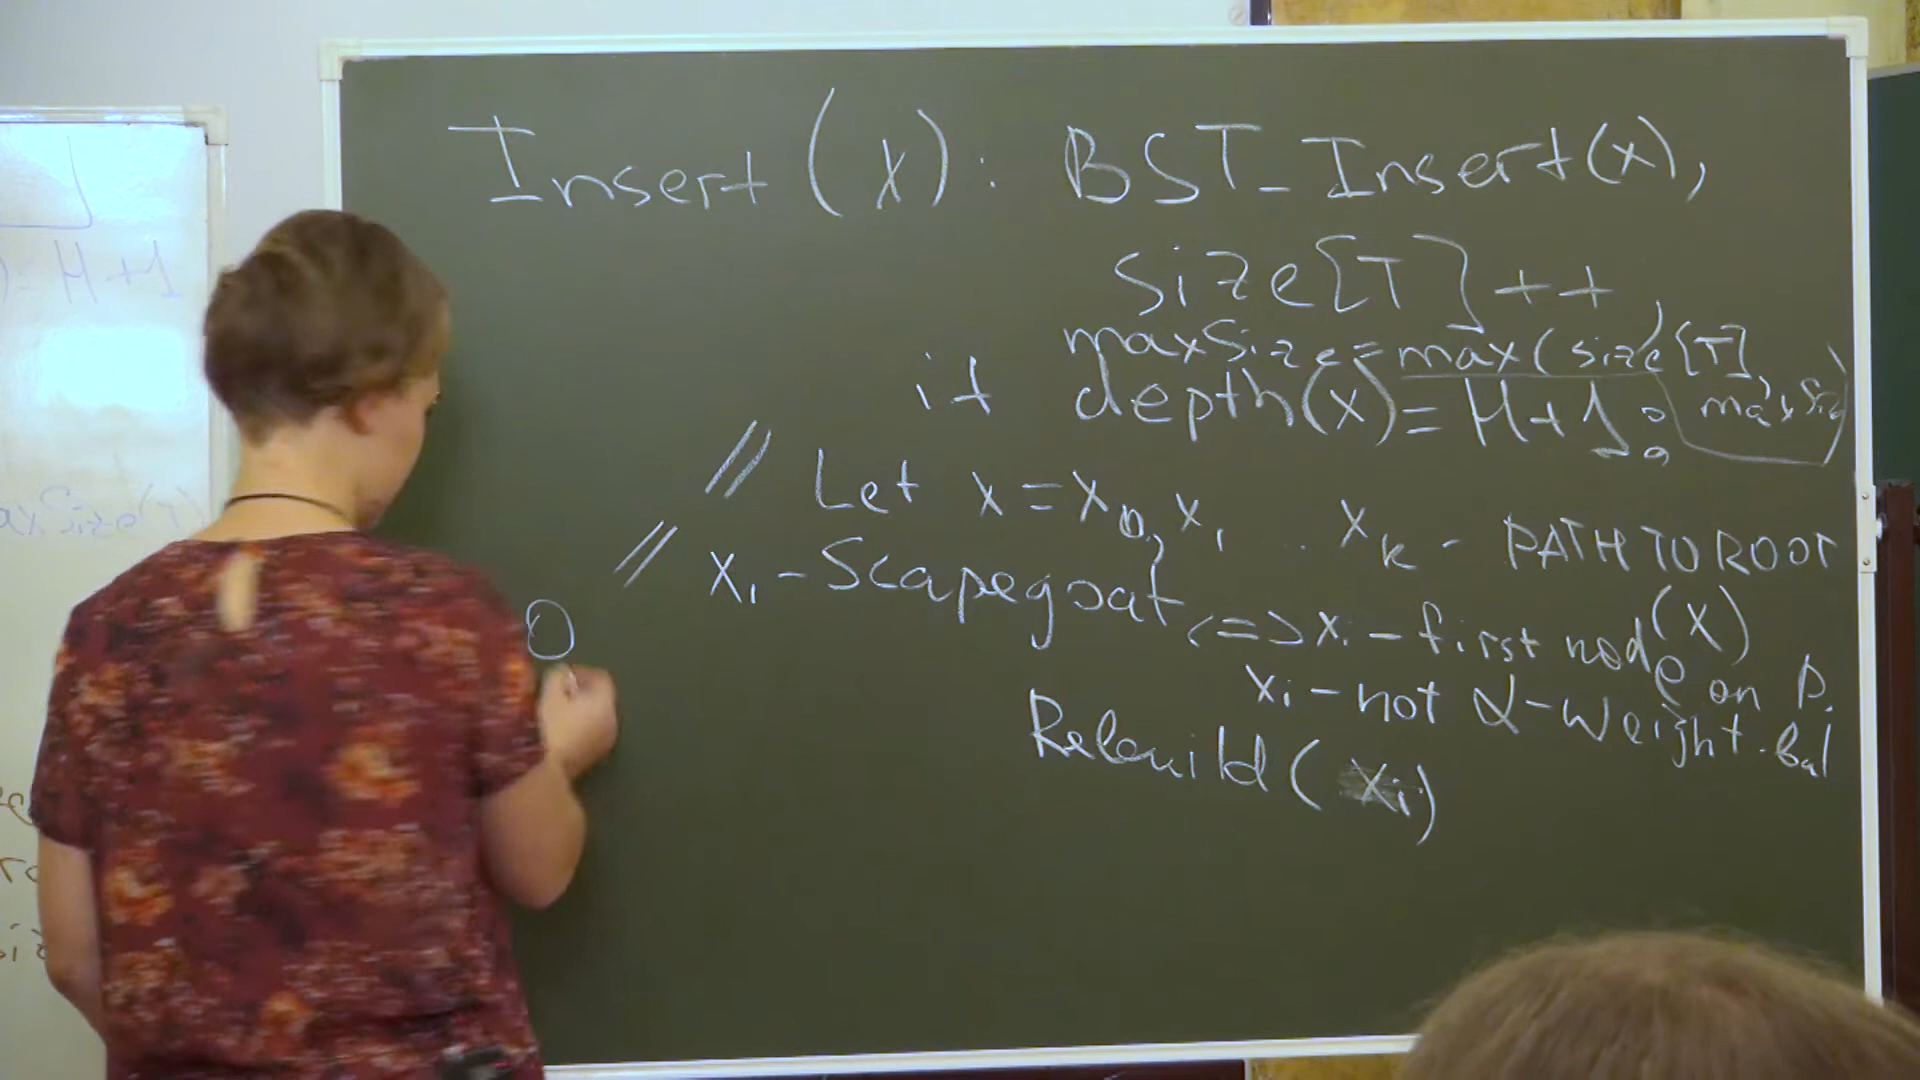 Insert(x): BST_Insert(x),
size[T]++,
maxsize=max(size[T],
if depth(x)=H+1:
// Let x=x0,x1 .. xk - PATH TO ROOT
(x)
// xi - Scapegoat <=> xi - first node on p.
xi - not α-weight-bal
Rebuild(xi)
O
H+1